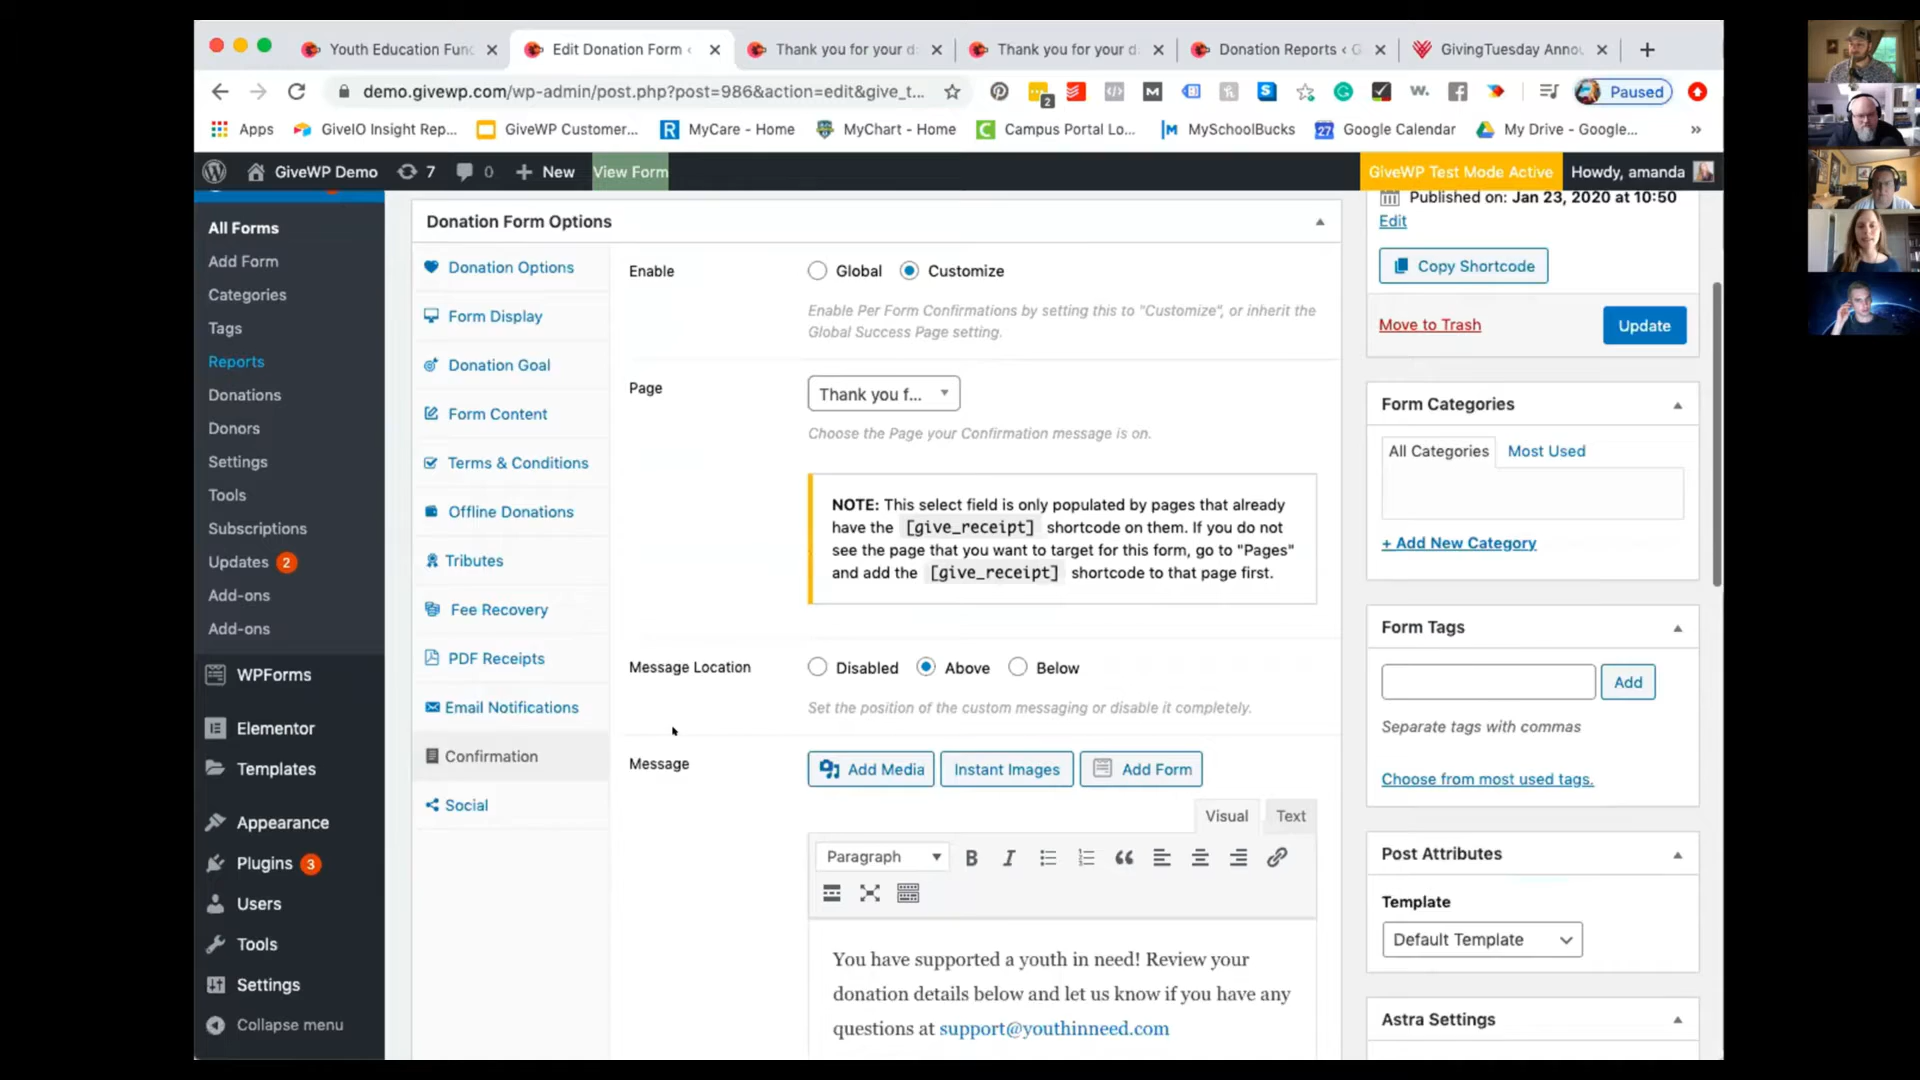 Youth Education Func
Edit Donation Form ‹
Thank you for your d
Thank you for your d
Donation Reports ‹ G
GivingTuesday Annou
demo.givewp.com/wp-admin/post.php?post=986&action=edit&give_t...
2
Paused
Apps
GiveIO Insight Rep...
GiveWP Customer...
MyCare - Home
MyChart - Home
Campus Portal Lo...
MySchoolBucks
27
Google Calendar
My Drive - Google...
»
GiveWP Demo
7
0
+ New
View Form
GiveWP Test Mode Active
Howdy, amanda
All Forms
Add Form
Categories
Tags
Reports
Donations
Donors
Settings
Tools
Subscriptions
Updates 2
Add-ons
Add-ons
WPForms
Elementor
Templates
Appearance
Plugins 3
Users
Tools
Settings
Collapse menu
Donation Form Options
Donation Options
Form Display
Donation Goal
Form Content
Terms & Conditions
Offline Donations
Tributes
Fee Recovery
PDF Receipts
Email Notifications
Confirmation
Social
Enable
Global
Customize
Enable Per Form Confirmations by setting this to "Customize", or inherit the
Global Success Page setting.
Page
Thank you f...
Choose the Page your Confirmation message is on.
NOTE: This select field is only populated by pages that already
have the [give_receipt] shortcode on them. If you do not
see the page that you want to target for this form, go to "Pages"
and add the [give_receipt] shortcode to that page first.
Message Location
Disabled
Above
Below
Set the position of the custom messaging or disable it completely.
Message
Add Media
Instant Images
Add Form
Visual
Text
Paragraph
You have supported a youth in need! Review your
donation details below and let us know if you have any
questions at support@youthinneed.com
Published on: Jan 23, 2020 at 10:50
Edit
Copy Shortcode
Move to Trash
Update
Form Categories
All Categories
Most Used
+ Add New Category
Form Tags
Add
Separate tags with commas
Choose from most used tags.
Post Attributes
Template
Default Template
Astra Settings